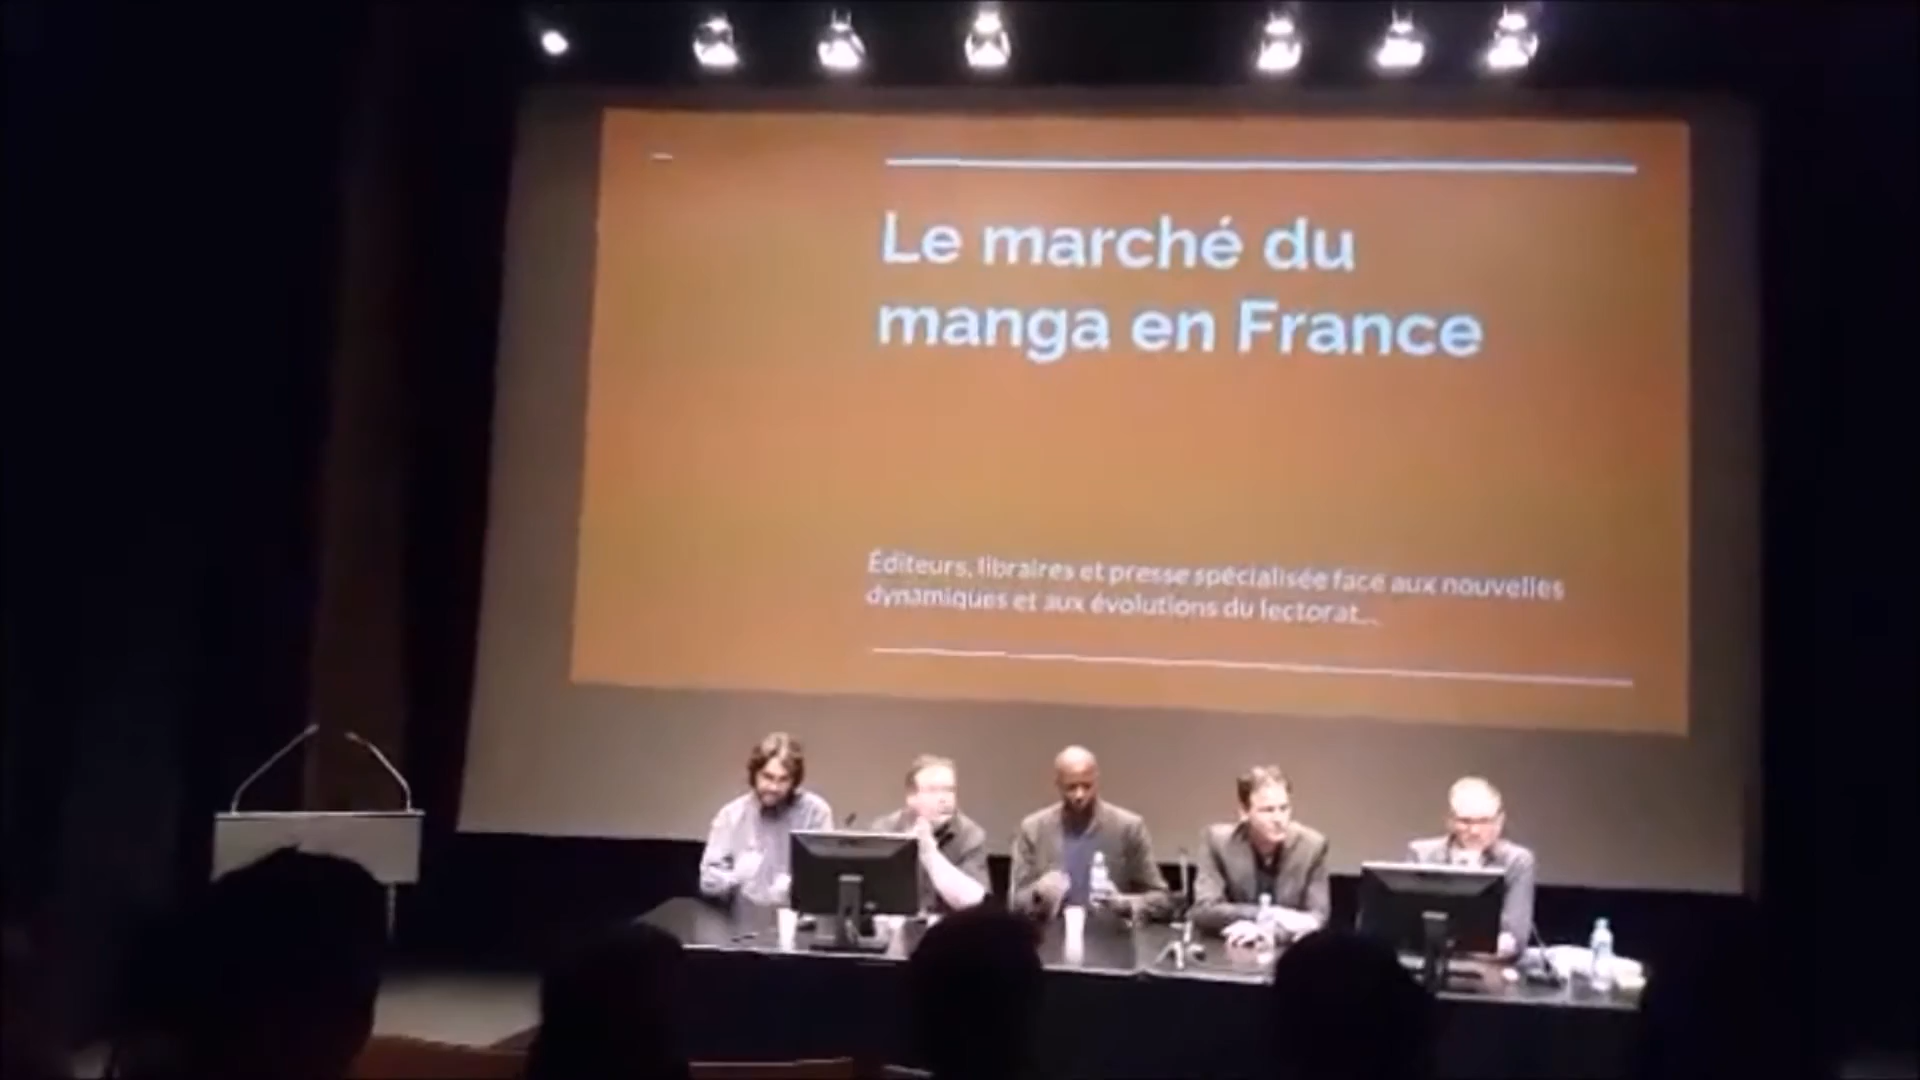 Le marché du
manga en France
Éditeurs, libraires et presse spécialisée face aux nouvelles
dynamiques et aux évolutions du lectorat...